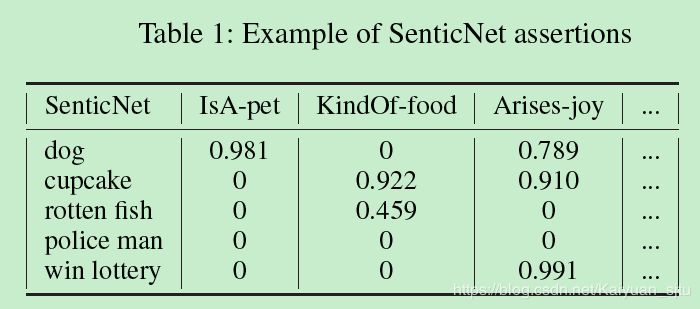 Table 1: Example of SenticNet assertions
SenticNet IsA-pet KindOf-food Arises-joy ...
dog 0.981 0 0.789 ...
cupcake 0 0.922 0.910 ...
rotten fish 0 0.459 0 ...
police man 0 0 0 ...
win lottery 0 0 0.991 ...
https://blog.csdn.net/Kaiyuan_sjtu